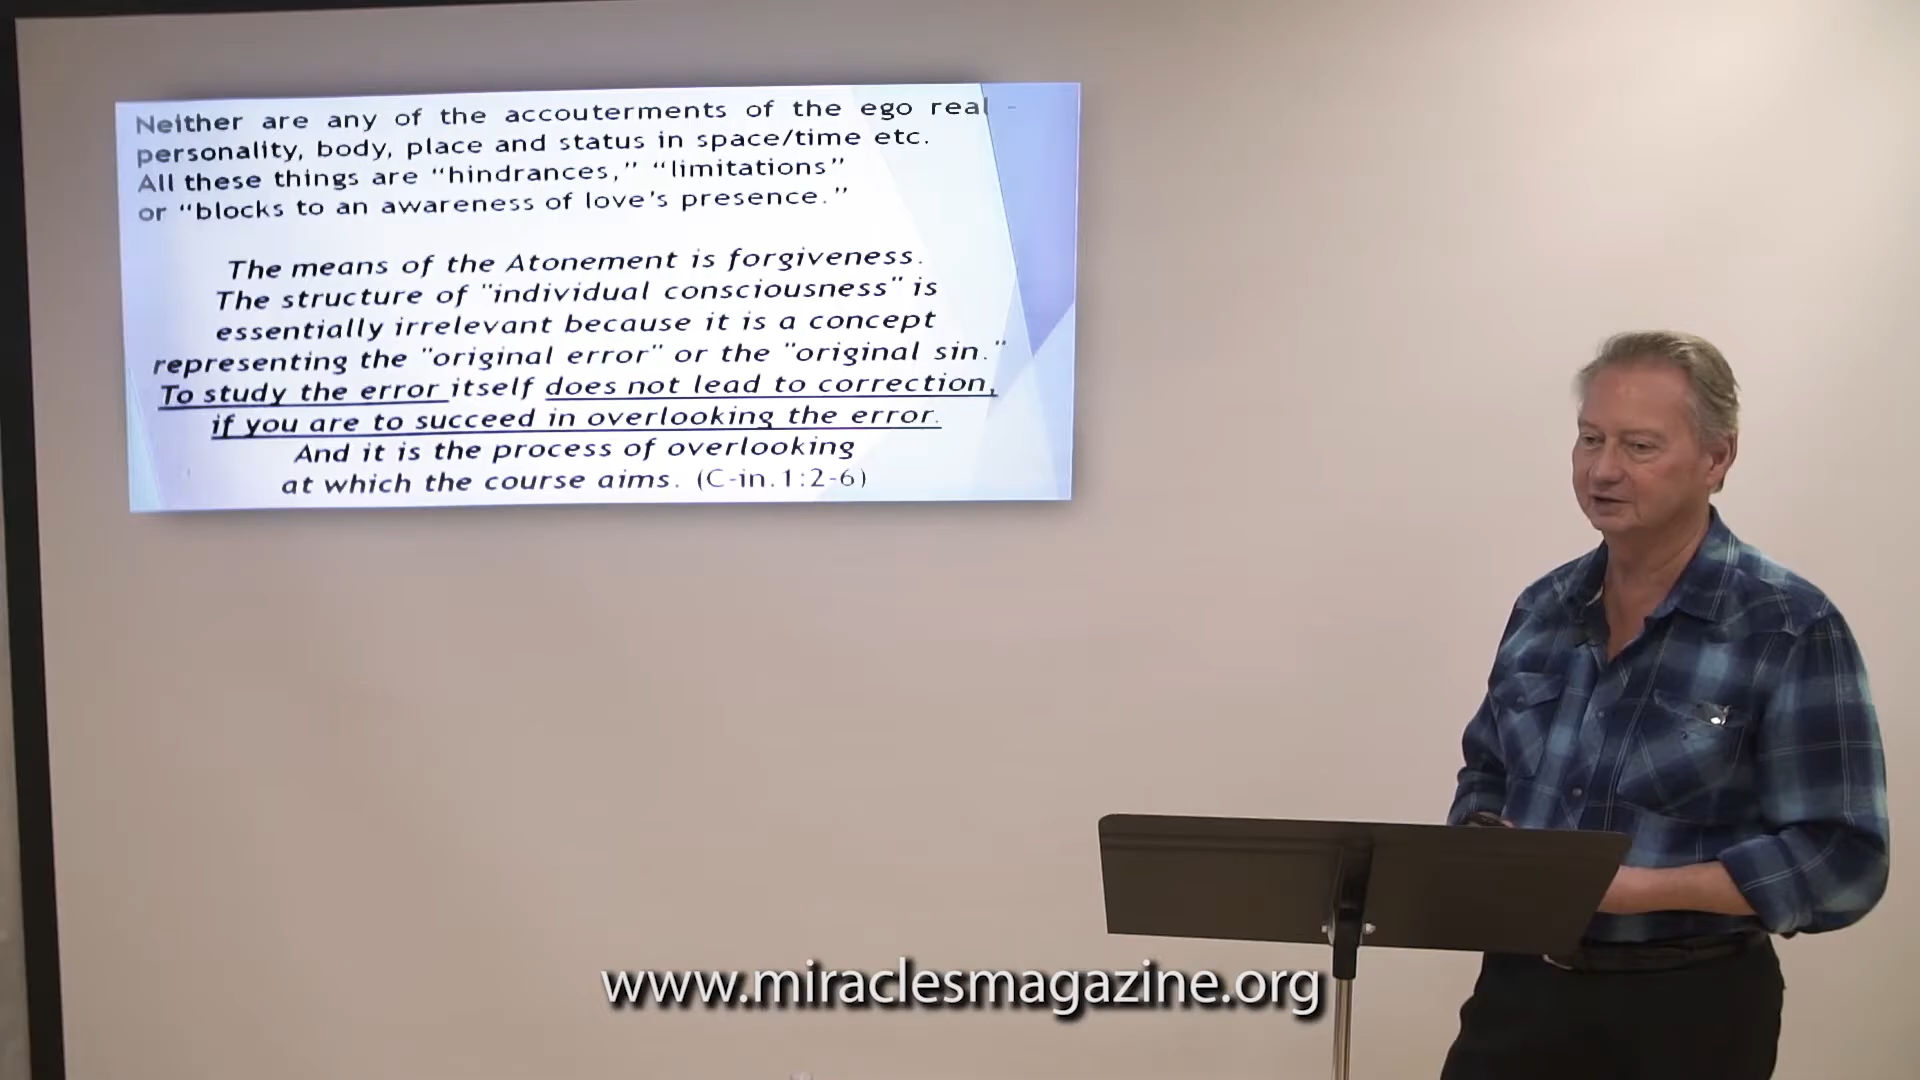 Neither are any of the accouterments of the ego real -
personality, body, place and status in space/time etc.
All these things are “hindrances,” “limitations”
or “blocks to an awareness of love’s presence.”
The means of the Atonement is forgiveness.
The structure of "individual consciousness" is
essentially irrelevant because it is a concept
representing the "original error" or the "original sin."
To study the error itself does not lead to correction,
if you are to succeed in overlooking the error.
And it is the process of overlooking
at which the course aims. (C-in.1:2-6)
www.miraclesmagazine.org